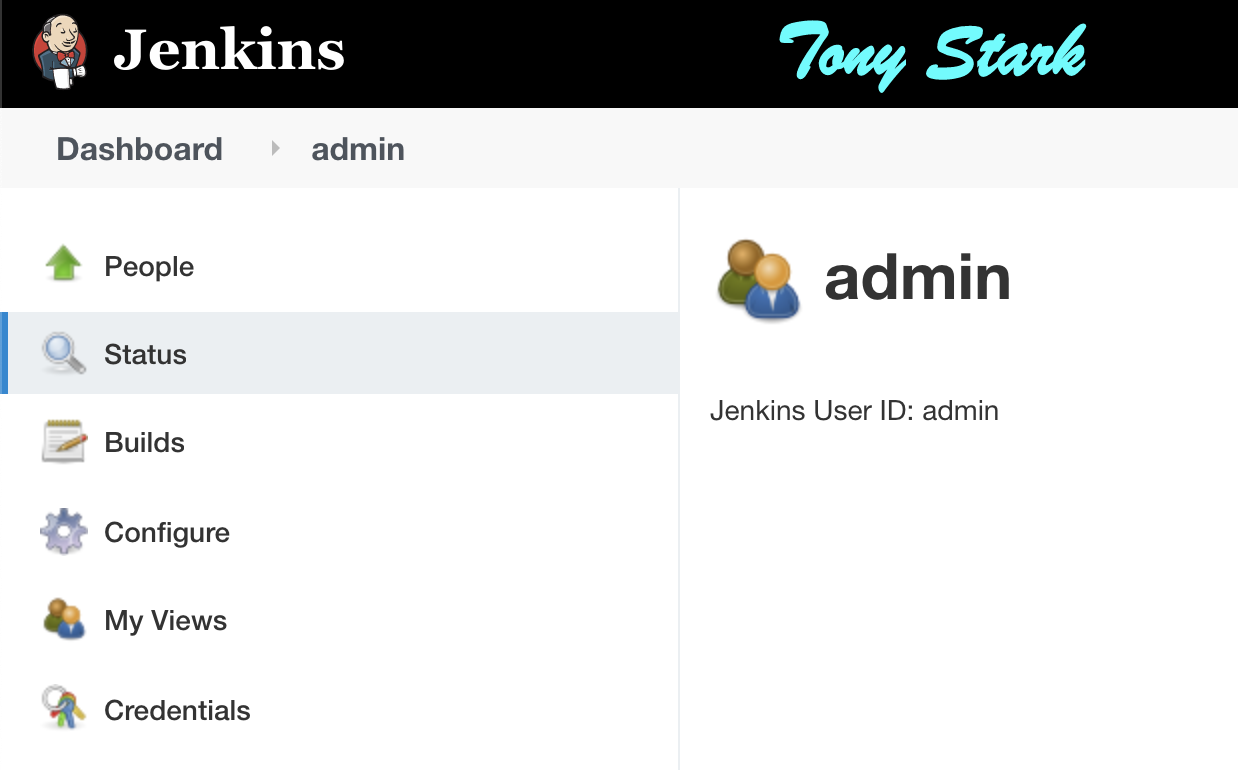 Jenkins
Tony Stark
Dashboard
admin
People
Status
Builds
Configure
My Views
Credentials
admin
Jenkins User ID: admin